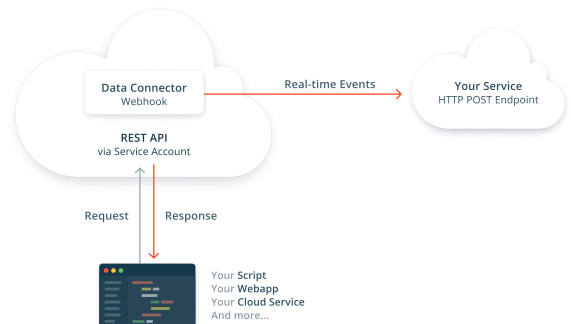 Data Connector
Webhook
Real-time Events
Your Service
HTTP POST Endpoint
REST API
via Service Account
Request
Response
Your Script
Your Webapp
Your Cloud Service
And more...